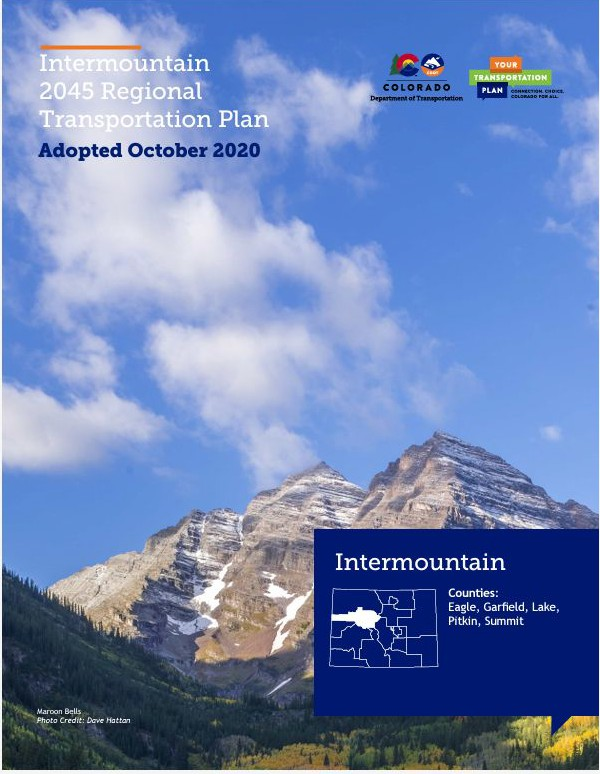 Intermountain
2045 Regional
Transportation Plan
Adopted October 2020
COLORADO
Department of Transportation
CDOT
YOUR
TRANSPORTATION
PLAN
CONNECTION. CHOICE.
COLORADO FOR ALL.
Intermountain
Counties:
Eagle, Garfield, Lake,
Pitkin, Summit
Maroon Bells
Photo Credit: Dave Hattan